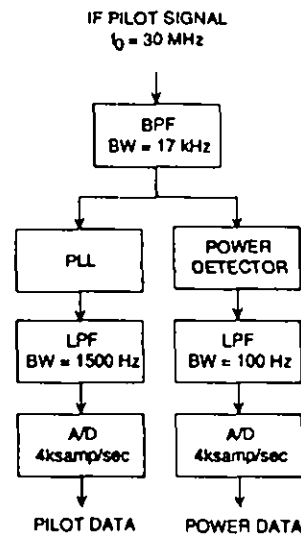 IF PILOT SIGNAL
f0 = 30 MHz
BPF
BW = 17 kHz
PLL
POWER
DETECTOR
LPF
BW = 1500 Hz
LPF
BW = 100 Hz
A/D
4ksamp/sec
A/D
4ksamp/sec
PILOT DATA
POWER DATA